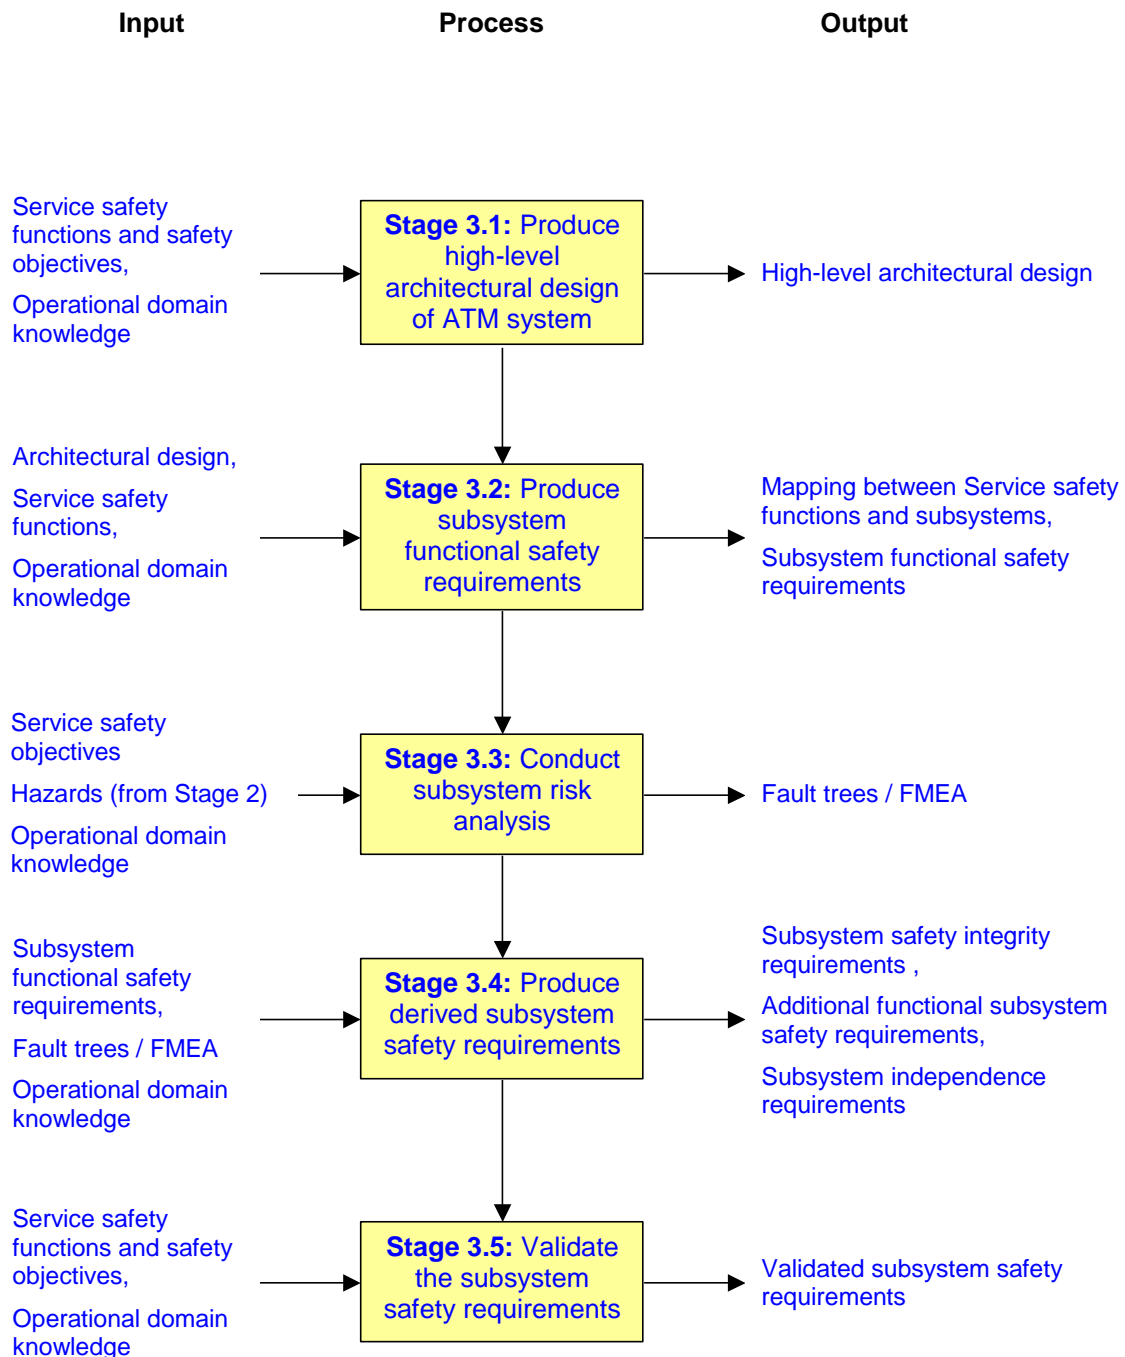 Input Process Output
Service safety
functions and safety
objectives,
Operational domain
knowledge
Stage 3.1: Produce
high-level
architectural design
of ATM system
High-level architectural design
Architectural design,
Service safety
functions,
Operational domain
knowledge
Stage 3.2: Produce
subsystem
functional safety
requirements
Mapping between Service safety
functions and subsystems,
Subsystem functional safety
requirements
Service safety
objectives
Hazards (from Stage 2)
Operational domain
knowledge
Stage 3.3: Conduct
subsystem risk
analysis
Fault trees / FMEA
Subsystem
functional safety
requirements,
Fault trees / FMEA
Operational domain
knowledge
Stage 3.4: Produce
derived subsystem
safety requirements
Subsystem safety integrity
requirements ,
Additional functional subsystem
safety requirements,
Subsystem independence
requirements
Service safety
functions and safety
objectives,
Operational domain
knowledge
Stage 3.5: Validate
the subsystem
safety requirements
Validated subsystem safety
requirements